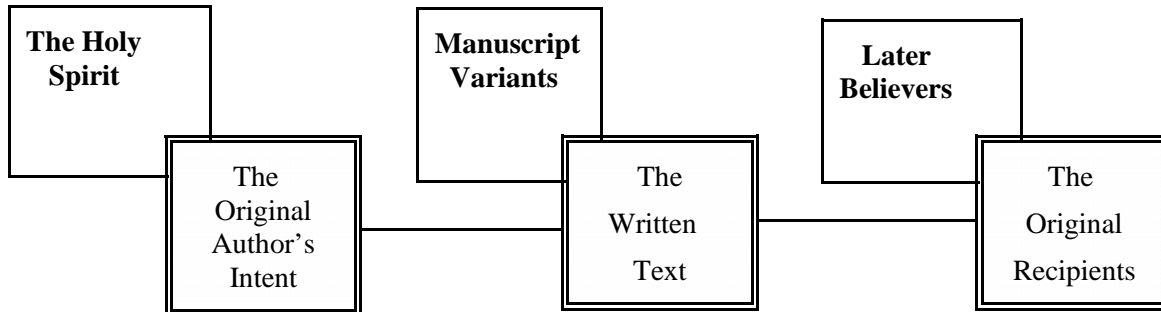 The Holy
Spirit
Manuscript
Variants
Later
Believers
The
Original
Author’s
Intent
The
Written
Text
The
Original
Recipients